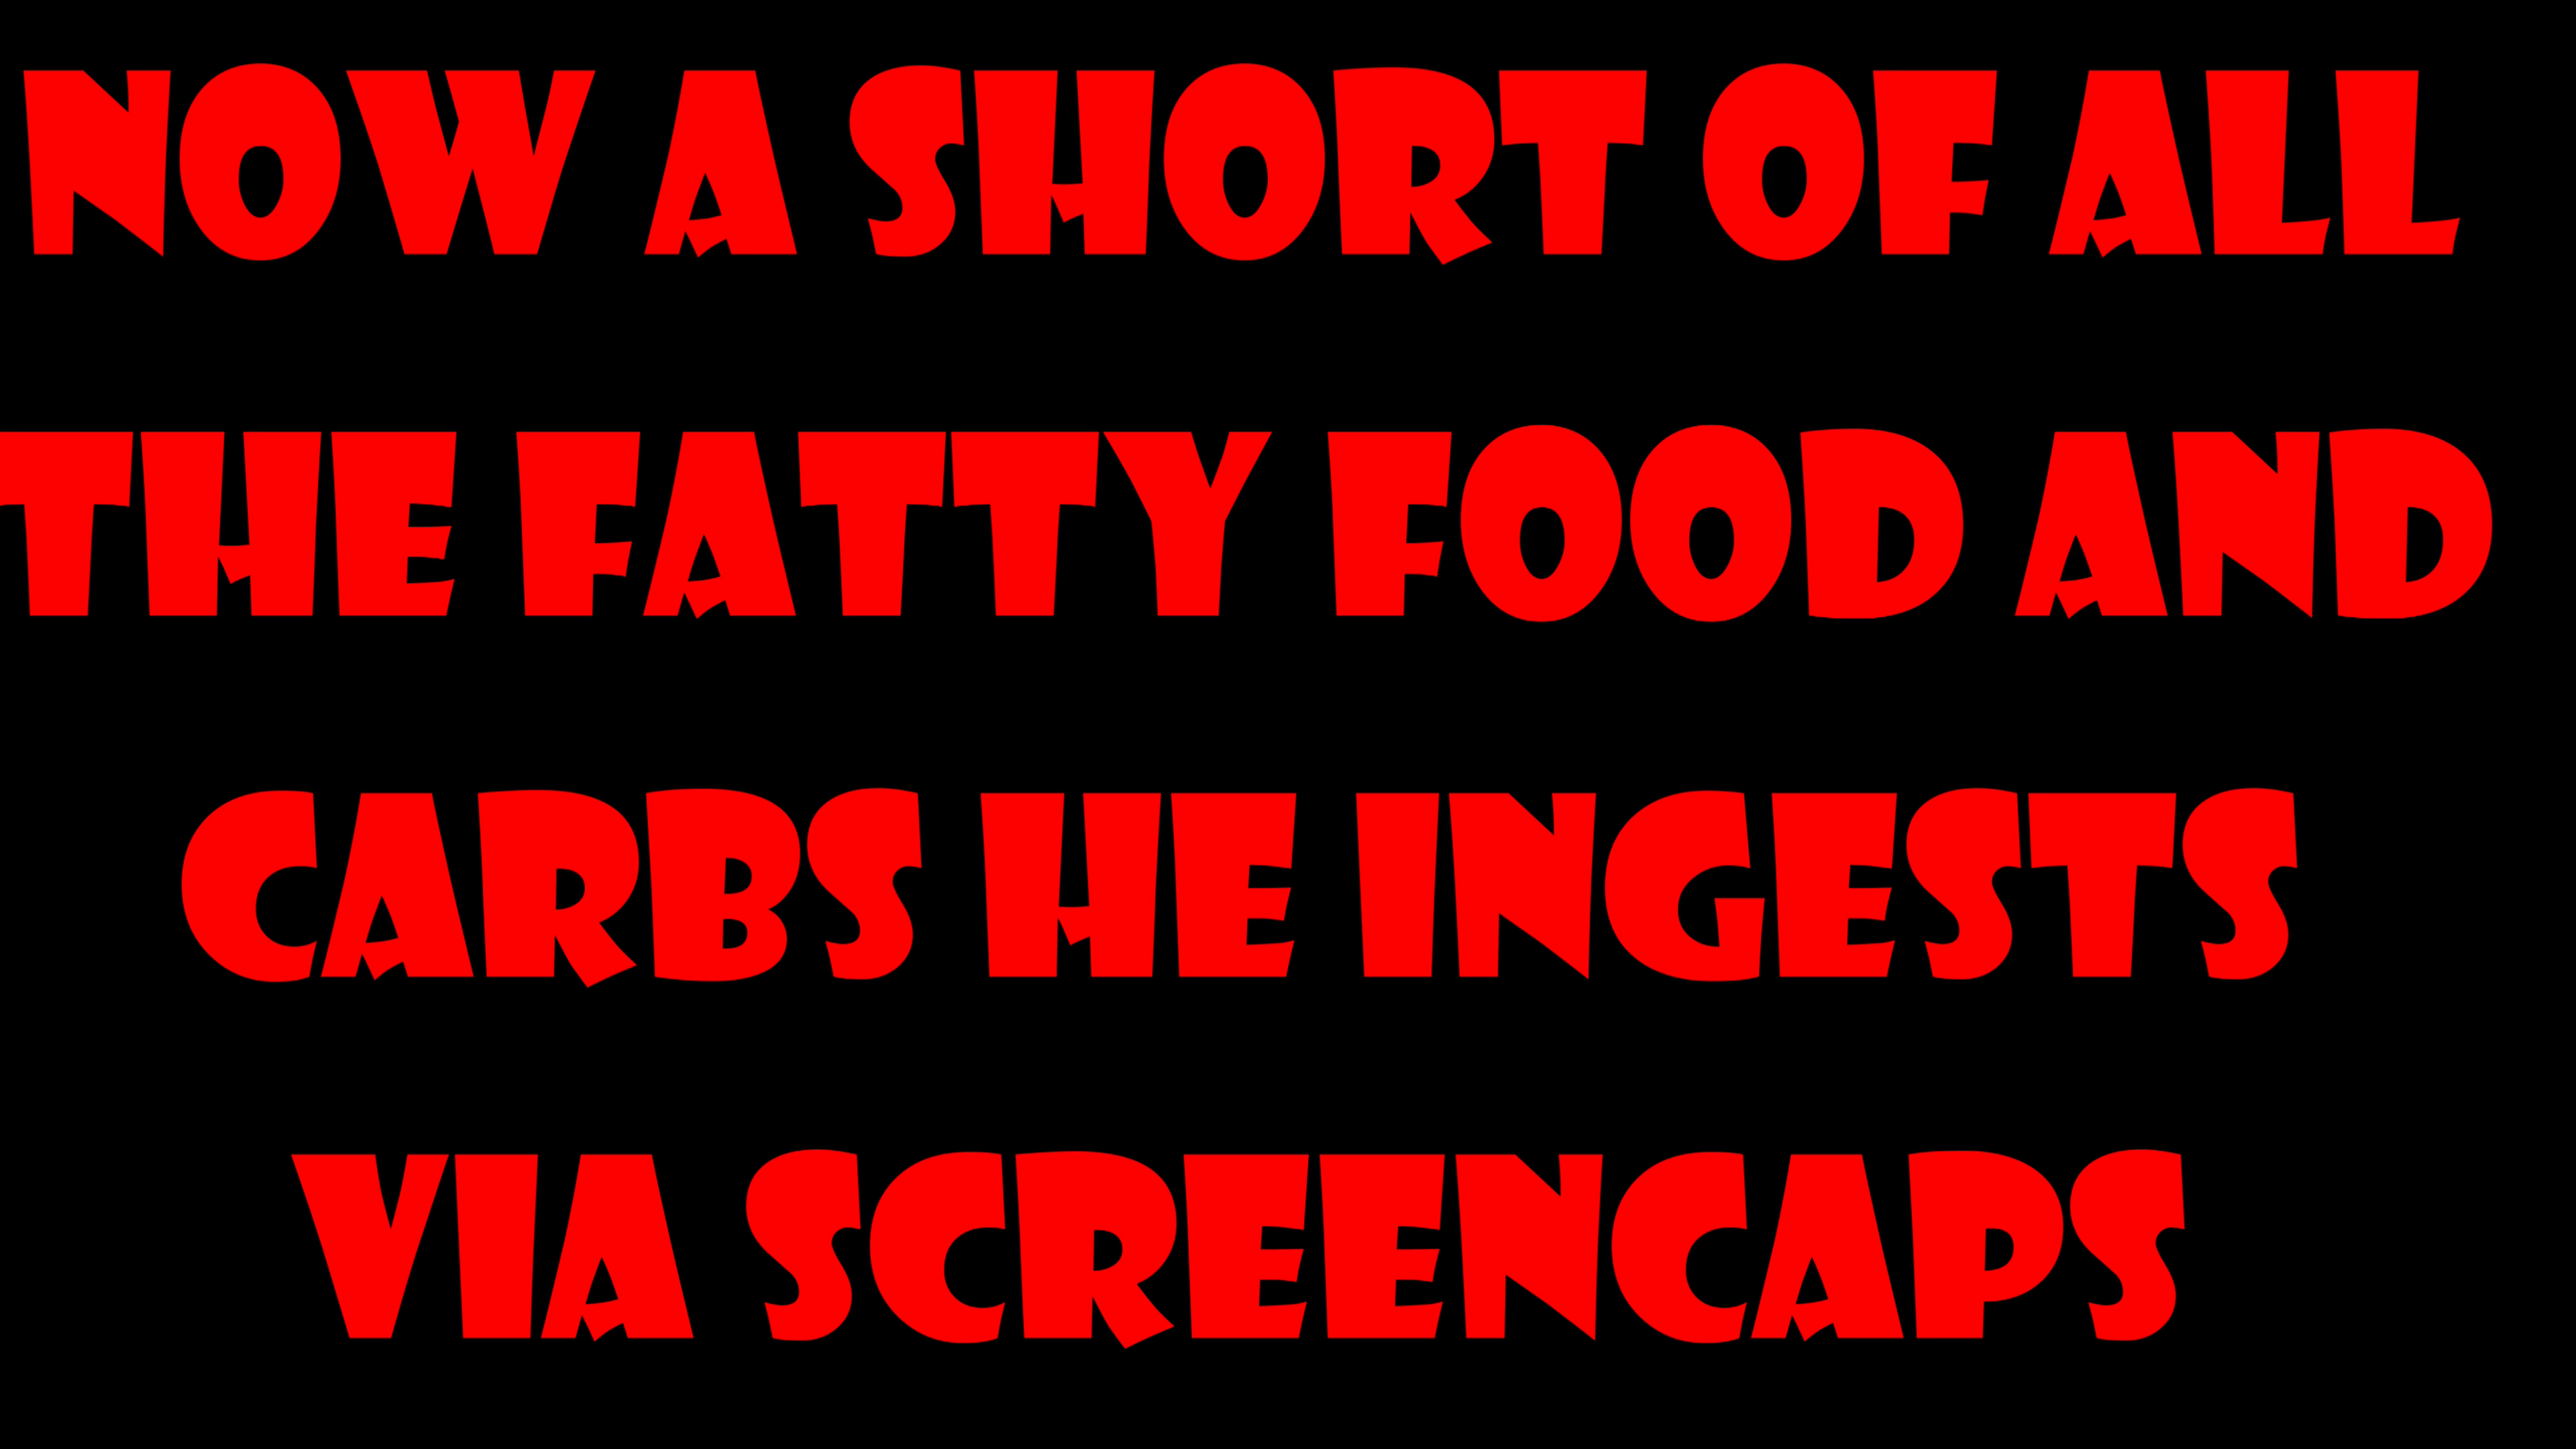 NOW A SHORT OF ALL
THE FATTY FOOD AND
CARBS HE INGESTS
VIA SCREENCAPS